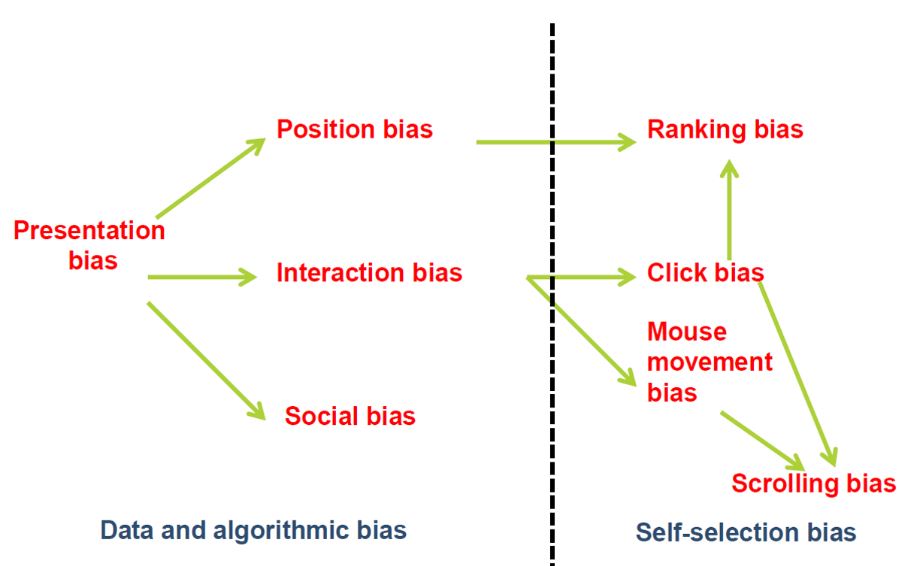 Position bias
Ranking bias
Presentation
bias
Interaction bias
Click bias
Mouse
movement
bias
Social bias
Scrolling bias
Data and algorithmic bias
Self-selection bias